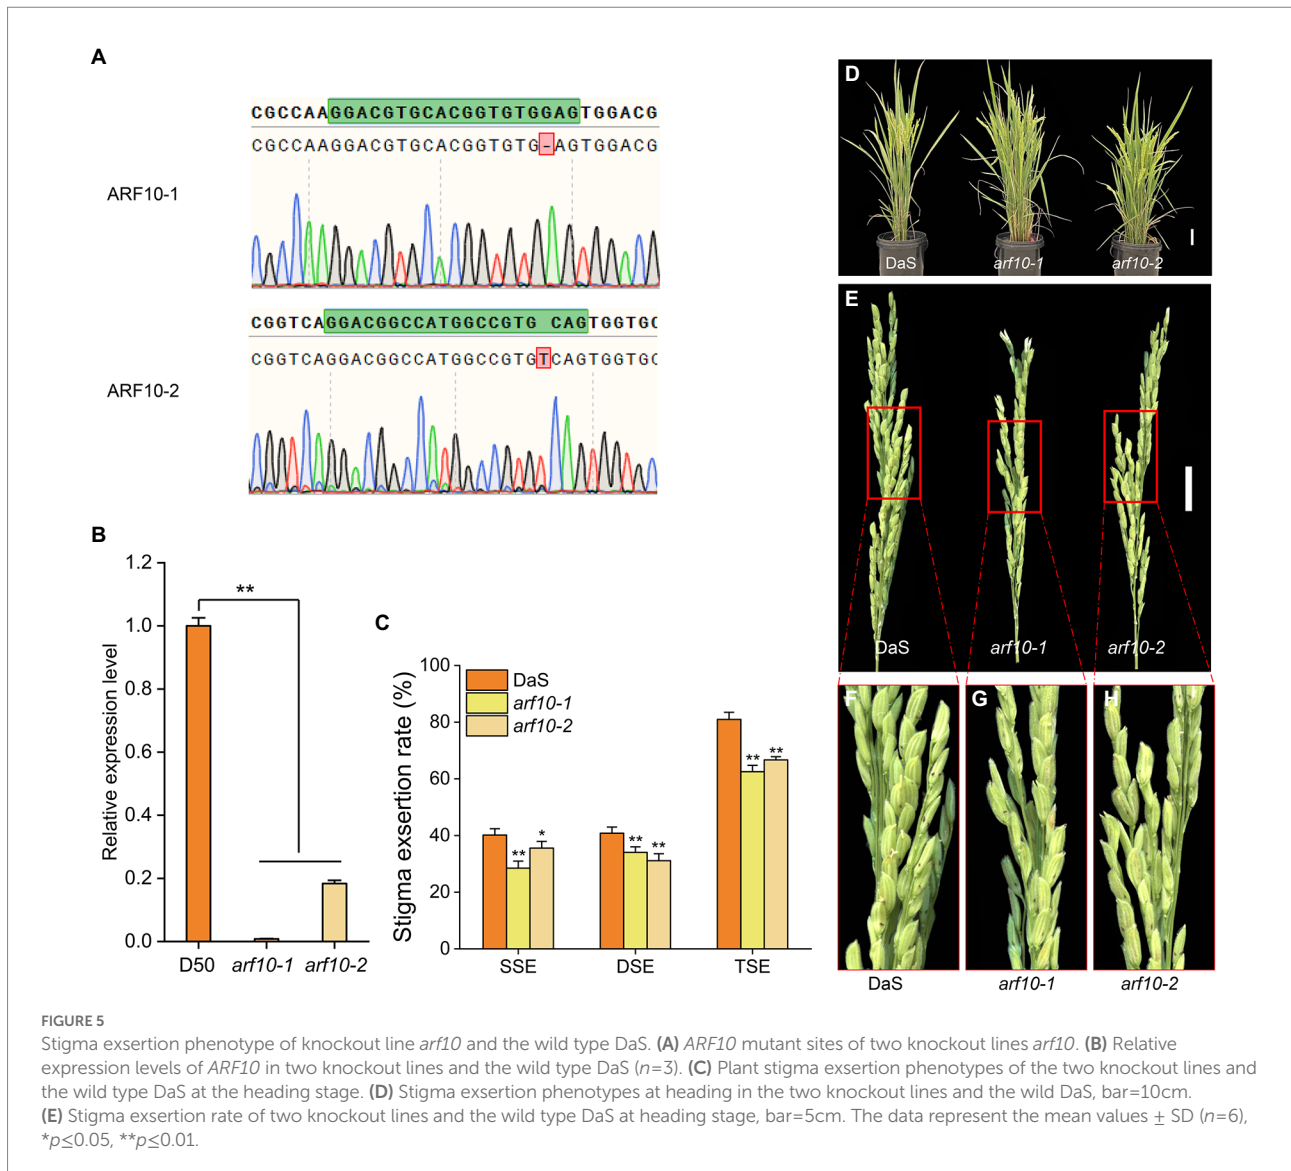 A
CGCCAAGGACGTGCACGGTGTGGAGTGGACG
CGCCAAGGACGTGCACGGTGTG-AGTGGACG
ARF10-1
CGGTCAGGACGGCCATGGCCGTG CAGTGGTGC
CGGTCAGGACGGCCATGGCCGTGTCAGTGGTGC
ARF10-2
B
Relative expression level
1.2
1.0
0.8
0.6
0.4
0.2
0.0
**
D50 arf10-1 arf10-2
C
Stigma exsertion rate (%)
100
80
60
40
20
0
DaS
arf10-1
arf10-2
** *
** **
** **
SSE DSE TSE
D
DaS arf10-1 arf10-2
E
DaS arf10-1 arf10-2
F G H
DaS arf10-1 arf10-2
FIGURE 5
Stigma exsertion phenotype of knockout line arf10 and the wild type DaS. (A) ARF10 mutant sites of two knockout lines arf10. (B) Relative
expression levels of ARF10 in two knockout lines and the wild type DaS (n=3). (C) Plant stigma exsertion phenotypes of the two knockout lines and
the wild type DaS at the heading stage. (D) Stigma exsertion phenotypes at heading in the two knockout lines and the wild DaS, bar=10cm.
(E) Stigma exsertion rate of two knockout lines and the wild type DaS at heading stage, bar=5cm. The data represent the mean values ± SD (n=6),
*p≤0.05, **p≤0.01.